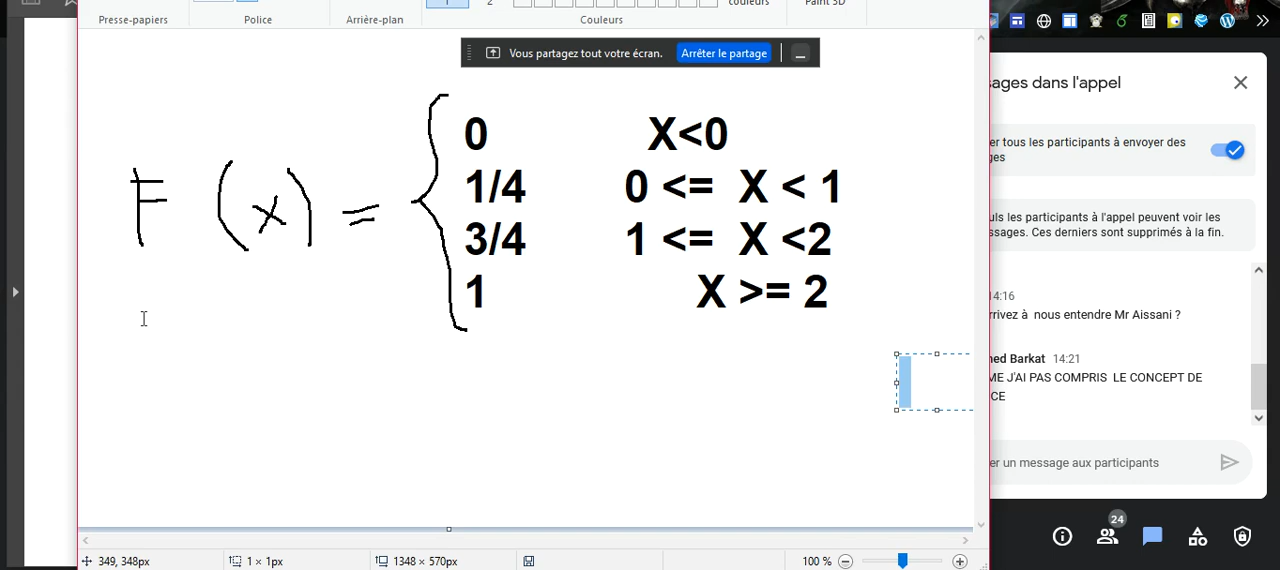 Presse-papiers Police Arrière-plan 1 2 Couleurs couleurs Paint 3D
Vous partagez tout votre écran. Arrêter le partage
F (x) =
0 X<0
1/4 0 <= X < 1
3/4 1 <= X <2
1 X >= 2
349, 348px 1 × 1px 1348 × 570px 100 %
sages dans l'appel
er tous les participants à envoyer des
ges
uls les participants à l'appel peuvent voir les
ssages. Ces derniers sont supprimés à la fin.
14:16
rrivez à nous entendre Mr Aissani ?
ned Barkat 14:21
ME J'AI PAS COMPRIS LE CONCEPT DE
CE
er un message aux participants
24